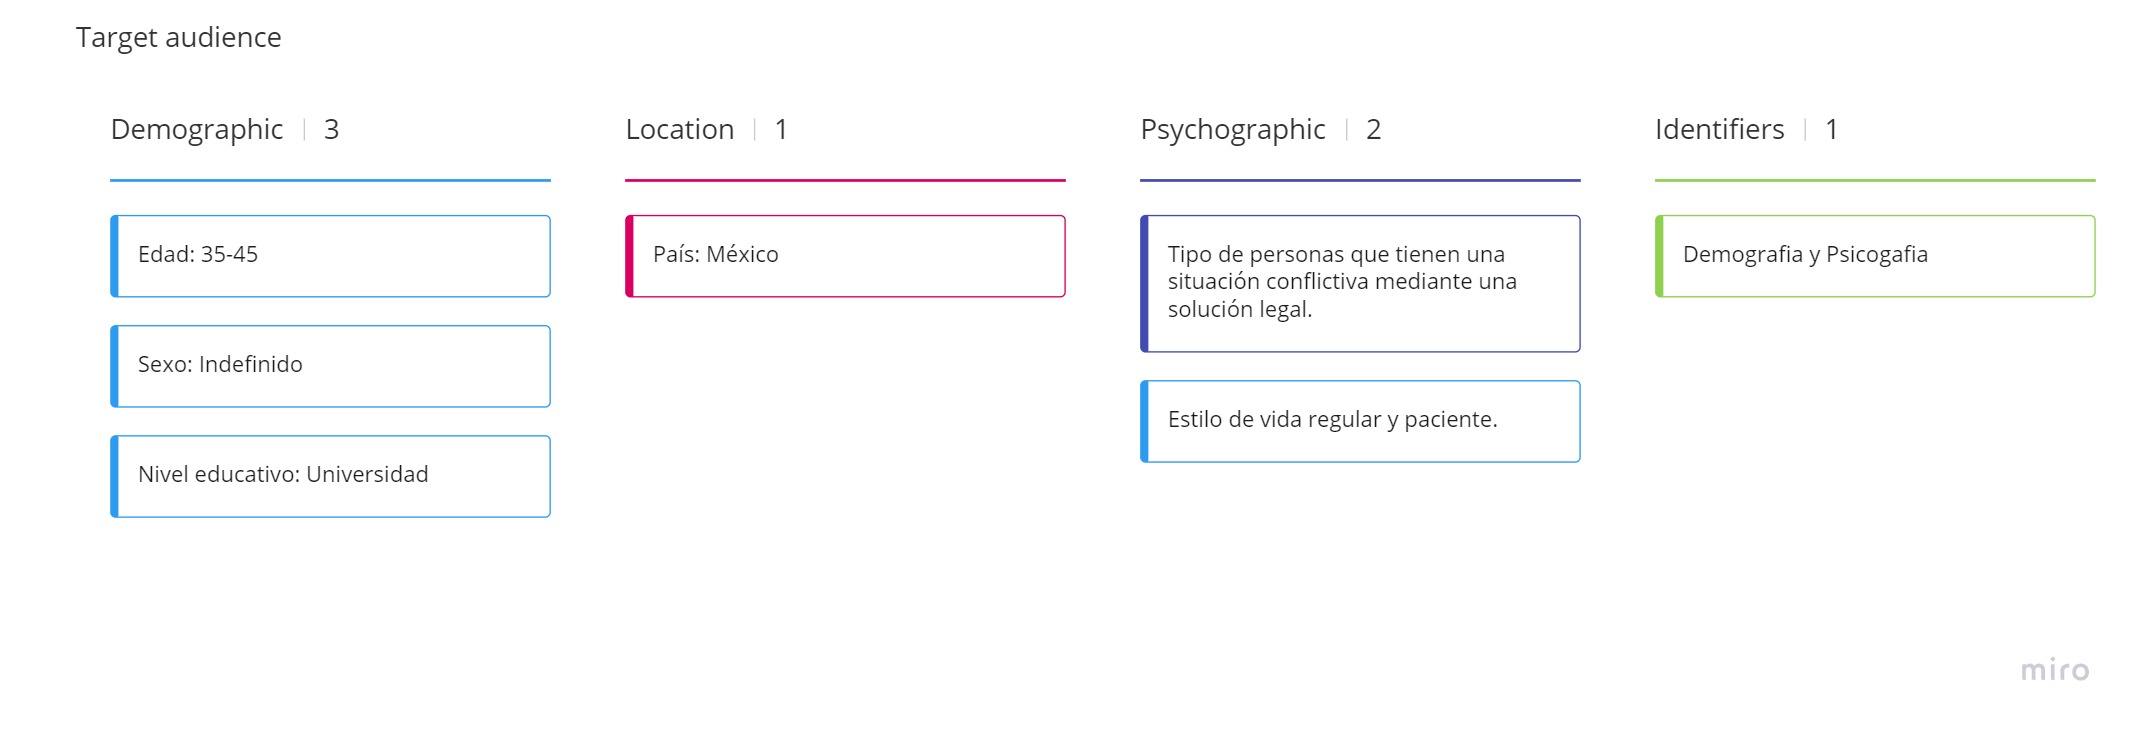 Target audience
Demographic | 3
Edad: 35-45
Sexo: Indefinido
Nivel educativo: Universidad
Location | 1
País: México
Psychographic | 2
Tipo de personas que tienen una
situación conflictiva mediante una
solución legal.
Estilo de vida regular y paciente.
Identifiers | 1
Demografia y Psicogafia
miro